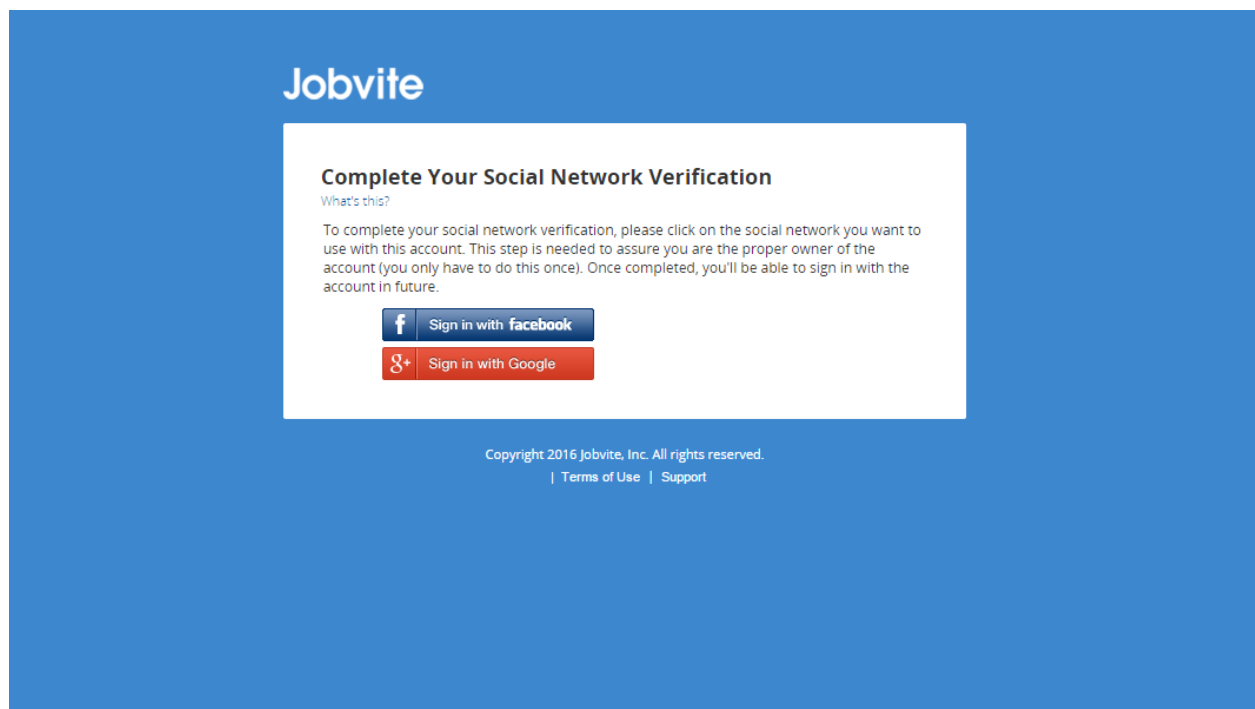 Jobvite
Complete Your Social Network Verification
What's this?
To complete your social network verification, please click on the social network you want to
use with this account. This step is needed to assure you are the proper owner of the
account (you only have to do this once). Once completed, you'll be able to sign in with the
account in future.
f Sign in with facebook
g+ Sign in with Google
Copyright 2016 Jobvite, Inc. All rights reserved.
| Terms of Use | Support